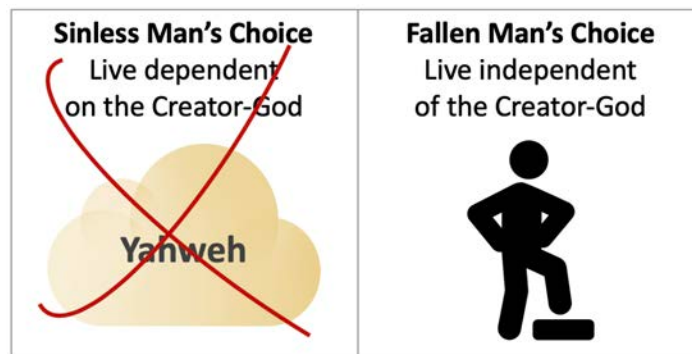 Sinless Man's Choice
Live dependent
on the Creator-God
Yahweh
Fallen Man's Choice
Live independent
of the Creator-God